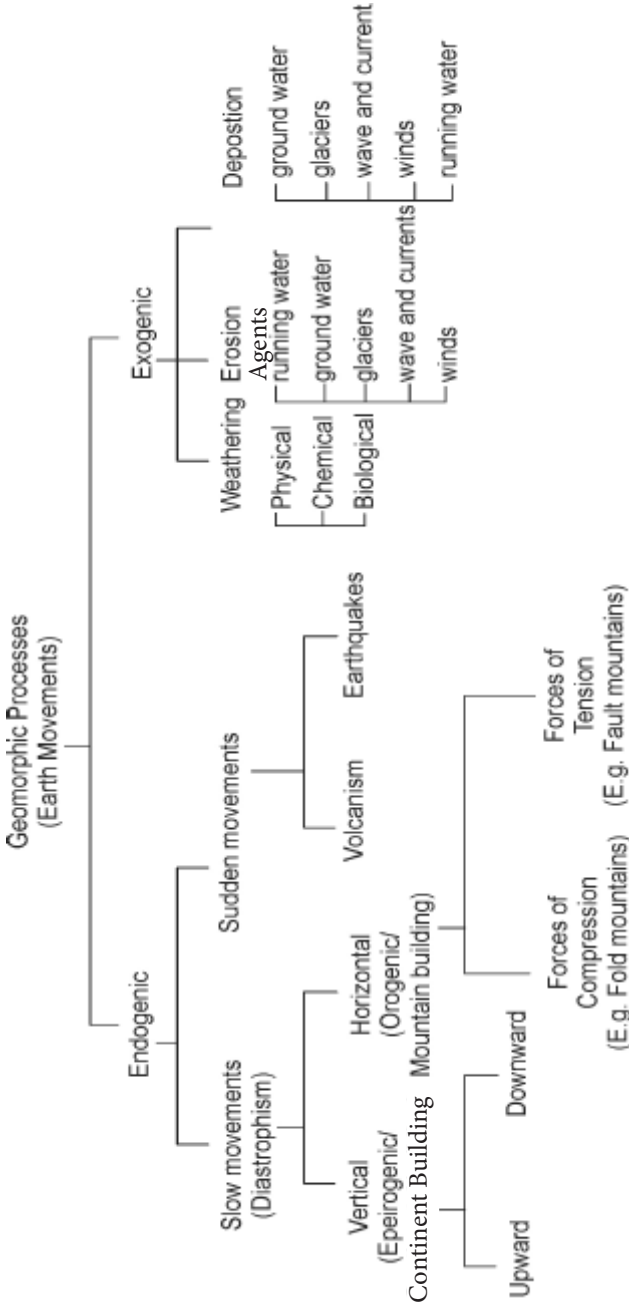 Geomorphic Processes
(Earth Movements)
Endogenic
Exogenic
Slow movements
(Diastrophism)
Sudden movements
Weathering
Erosion
Agents
Depostion
Vertical
(Epeirogenic/
Continent Building
Horizontal
(Orogenic/
Mountain building)
Volcanism
Earthquakes
Physical
Chemical
Biological
running water
ground water
glaciers
wave and currents
winds
ground water
glaciers
wave and current
winds
running water
Upward
Downward
Forces of
Compression
(E.g. Fold mountains)
Forces of
Tension
(E.g. Fault mountains)